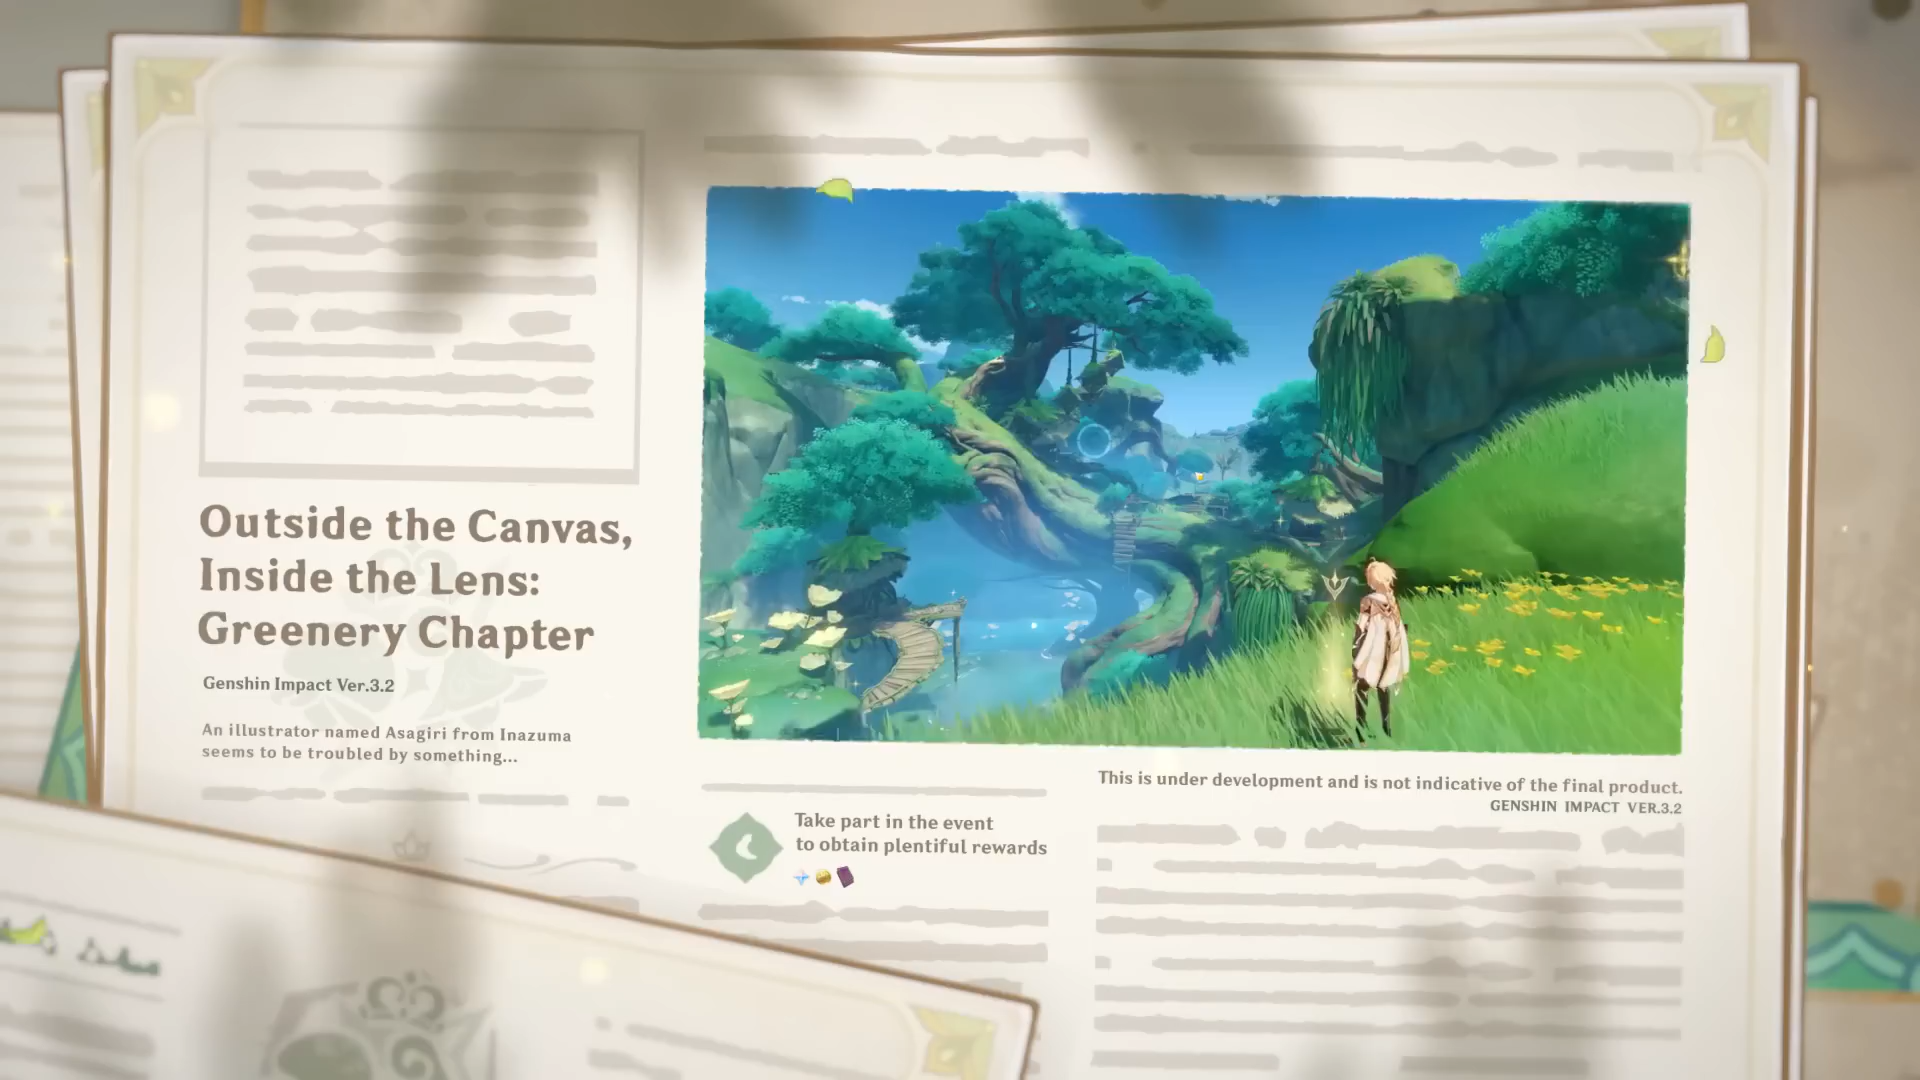 Outside the Canvas,
Inside the Lens:
Greenery Chapter
Genshin Impact Ver.3.2
An illustrator named Asagiri from Inazuma
seems to be troubled by something...
This is under development and is not indicative of the final product.
GENSHIN IMPACT VER.3.2
Take part in the event
to obtain plentiful rewards